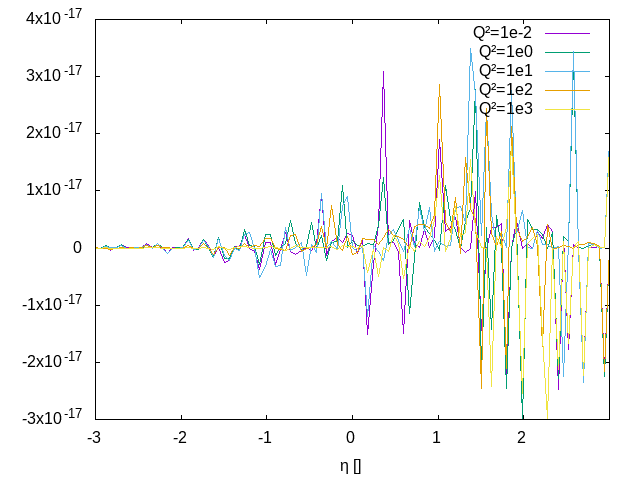 4x10-17
3x10-17
2x10-17
1x10-17
0
-1x10-17
-2x10-17
-3x10-17
-3
-2
-1
0
1
2
η []
Q²=1e-2
Q²=1e0
Q²=1e1
Q²=1e2
Q²=1e3